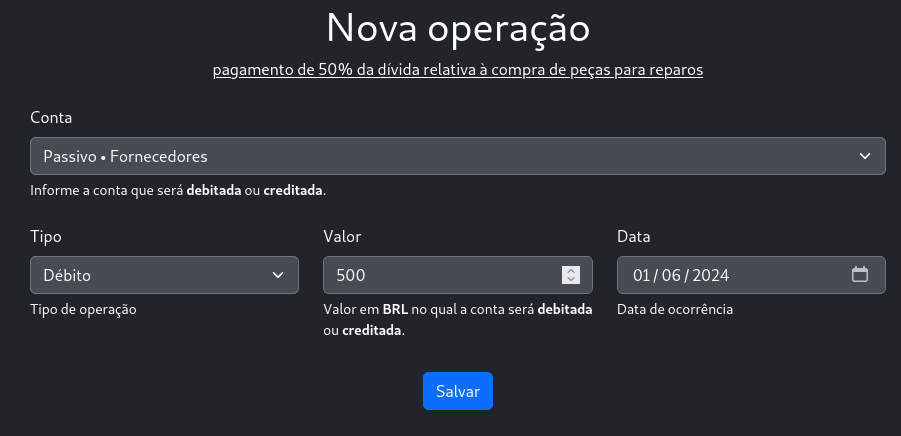 Nova operação
pagamento de 50% da dívida relativa à compra de peças para reparos
Conta
Passivo • Fornecedores
Informe a conta que será debitada ou creditada.
Tipo
Débito
Tipo de operação
Valor
500
Valor em BRL no qual a conta será debitada
ou creditada.
Data
01 / 06 / 2024
Data de ocorrência
Salvar